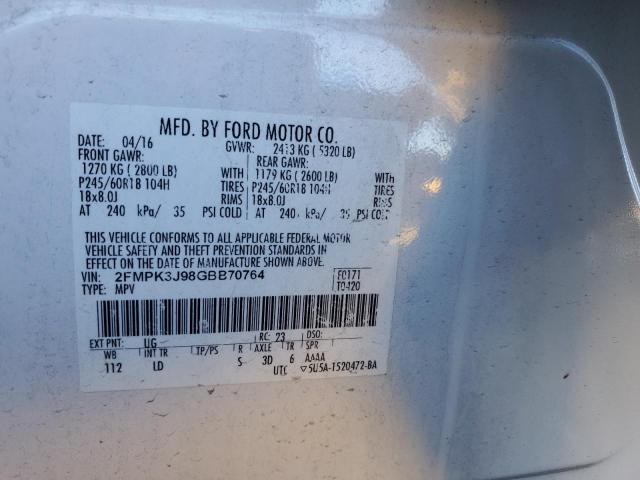 MFD. BY FORD MOTOR CO.
DATE: 04/16 GVWR: 2413 KG ( 5320 LB)
FRONT GAWR: REAR GAWR:
1270 KG ( 2800 LB) WITH 1179 KG ( 2600 LB) WITH
P245/60R18 104H TIRES P245/60R18 104H TIRES
18x8.0J RIMS 18x8.0J RIMS
AT 240 kPa/ 35 PSI COLD AT 240 kPa/ 35 PSI COLD
THIS VEHICLE CONFORMS TO ALL APPLICABLE FEDERAL MOTOR
VEHICLE SAFETY AND THEFT PREVENTION STANDARDS IN
EFFECT ON THE DATE OF MANUFACTURE SHOWN ABOVE.
VIN: 2FMPK3J98GBB70764 F0171
TYPE: MPV T0420
EXT PNT: UG RC: 23 DSO:
WB INT TR TP/PS R AXLE TR SPR
112 LD S 3D 6 AAAA
UTC ▽5U5A-1520472-BA